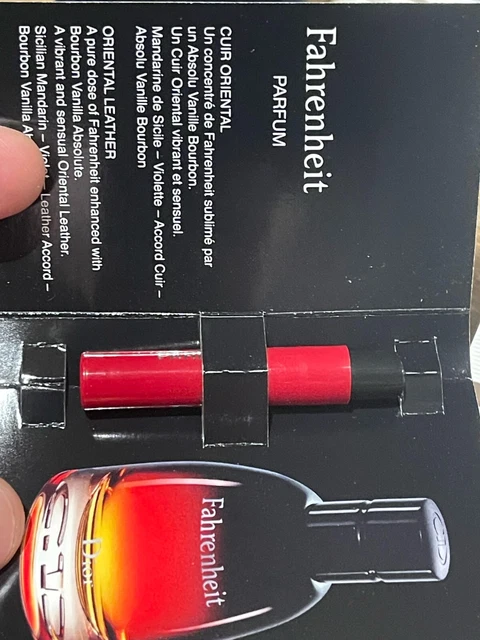 Fahrenheit
PARFUM
CUIR ORIENTAL
Un concentré de Fahrenheit sublimé par
un Absolu Vanille Bourbon.
Un Cuir Oriental vibrant et sensuel.
Mandarine de Sicile – Violette – Accord Cuir –
Absolu Vanille Bourbon
ORIENTAL LEATHER
A pure dose of Fahrenheit enhanced with
Bourbon Vanilla Absolute.
A vibrant and sensual Oriental Leather.
Sicilian Mandarin – Leather Accord –
Bourbon Vanilla
Fahrenheit
Dior
CD